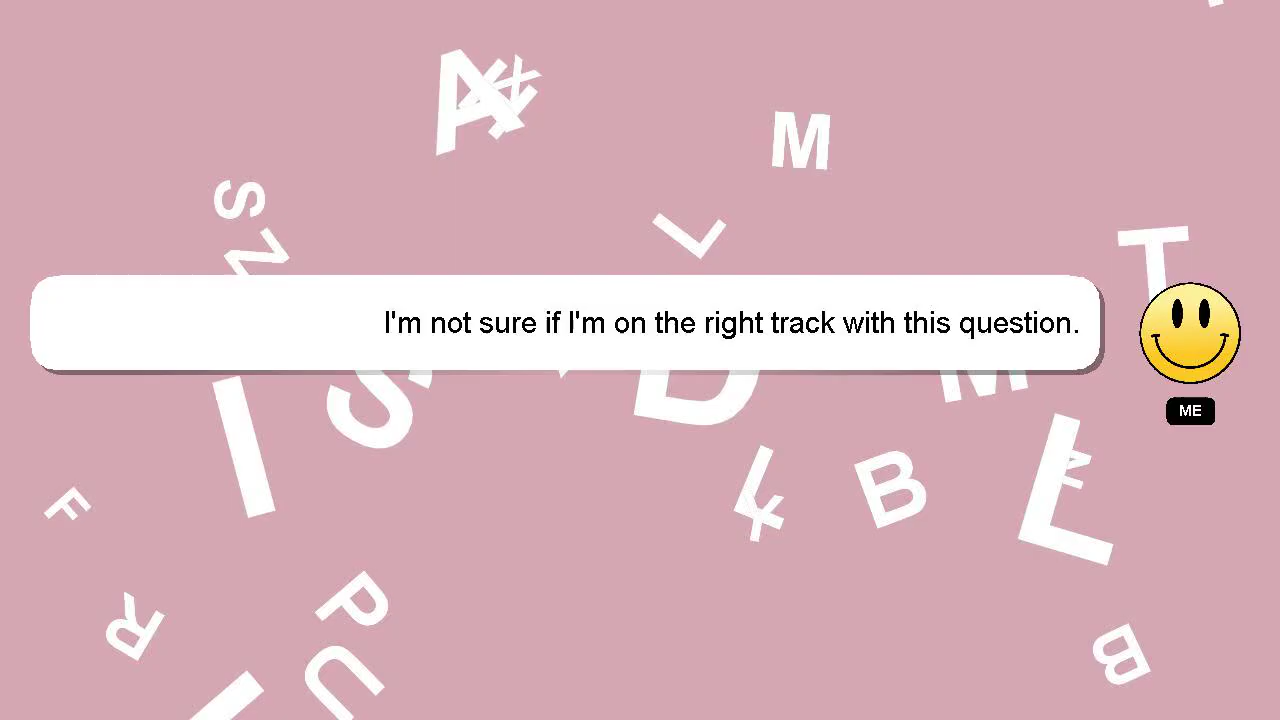 A
X
K
M
S
L
Z
T
I'm not sure if I'm on the right track with this question.
ME
I
S
D
M
L
N
F
L
Y
B
P
R
U
B